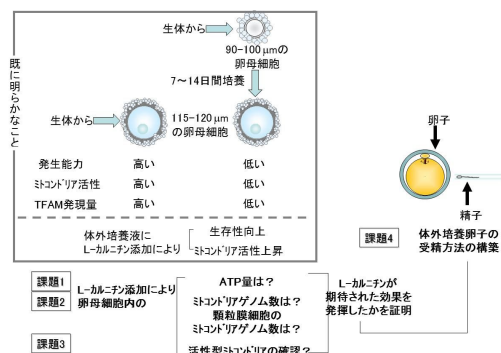 既に明らかなこと
生体から
90-100 μmの
卵母細胞
7～14日間培養
生体から
115-120 μm
の卵母細胞
発生能力 高い 低い
ミトコンドリア活性 高い 低い
TFAM発現量 高い 低い
体外培養液に
L-カルニチン添加により
生存性向上
ミトコンドリア活性上昇
卵子
精子
課題4
体外培養卵子の
受精方法の構築
課題1
課題2
L-カルニチン添加により
卵母細胞内の
課題3
ATP量は？
ミトコンドリアゲノム数は？
顆粒膜細胞の
ミトコンドリアゲノム数は？
活性型ミトコンドリアの確認？
L-カルニチンが
期待された効果を
発揮したかを証明